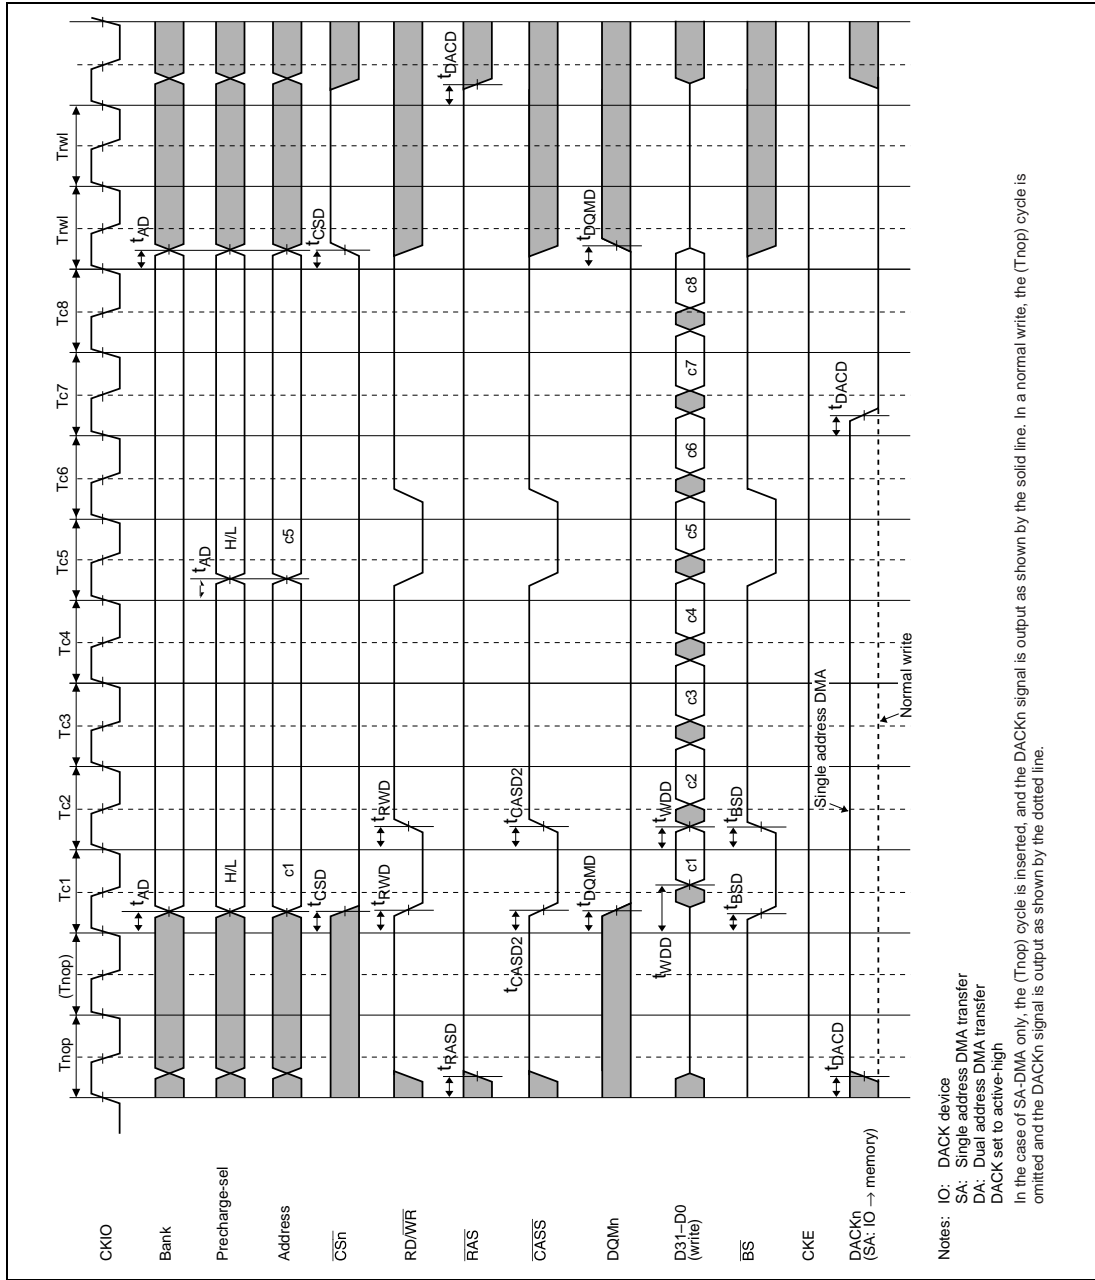 Tnop
(Tnop)
Tc1
Tc2
Tc3
Tc4
Tc5
Tc6
Tc7
Tc8
Trwl
Trwl
CKIO
Bank
tAD
tAD
Precharge-sel
H/L
tAD
H/L
Address
c1
c5
CSn
tCSD
tCSD
RD/WR
tRWD
tRWD
RAS
tRASD
tDACD
CASS
tCASD2
tCASD2
DQMn
tDQMD
tDQMD
D31–D0
(write)
tWDD
tWDD
c1
c2
c3
c4
c5
c6
c7
c8
BS
tBSD
tBSD
CKE
DACKn
(SA: IO → memory)
tDACD
Single address DMA
tDACD
Normal write
Notes: IO: DACK device
SA: Single address DMA transfer
DA: Dual address DMA transfer
DACK set to active-high
In the case of SA-DMA only, the (Tnop) cycle is inserted, and the DACKn signal is output as shown by the solid line. In a normal write, the (Tnop) cycle is
omitted and the DACKn signal is output as shown by the dotted line.